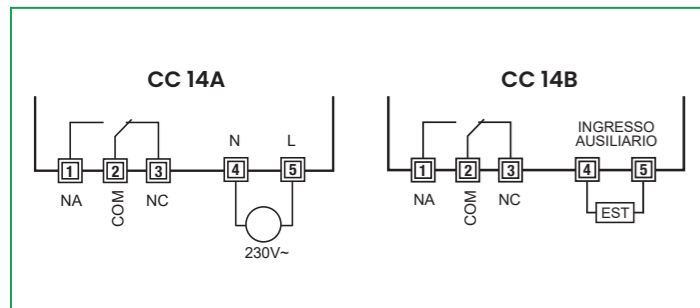 CC 14A
N L
1 2 3 4 5
NA COM NC
230V~
CC 14B
INGRESSO
AUSILIARIO
1 2 3 4 5
NA COM NC
EST